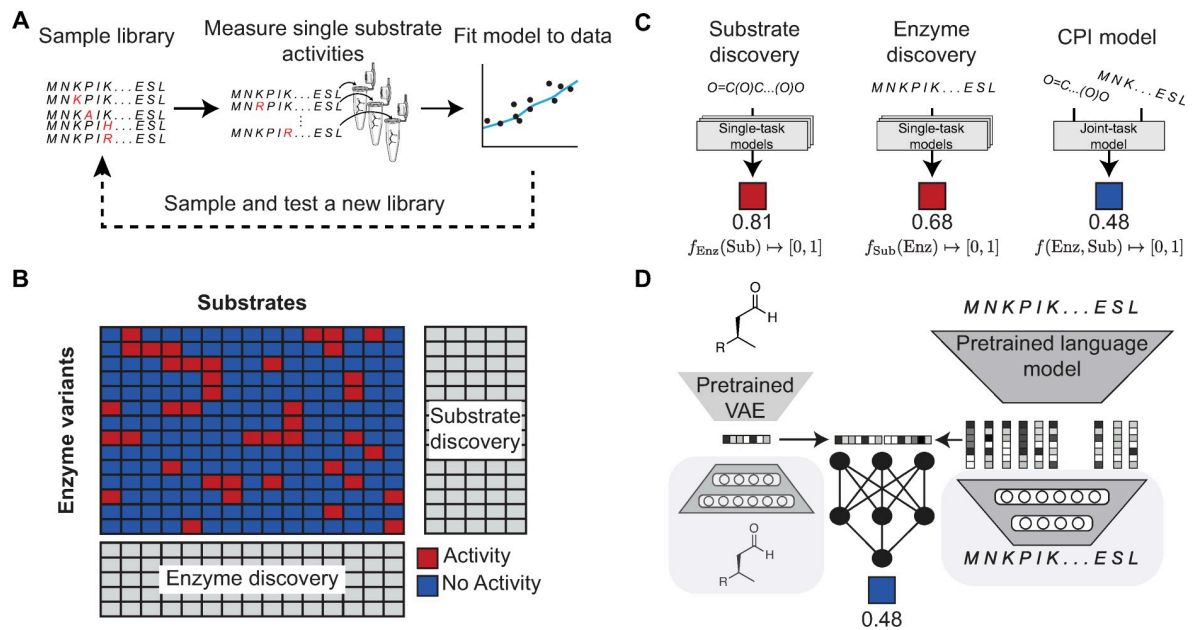 A
Sample library
MNKPIK...ESL
MNKPIK...ESL
MNKAIK...ESL
MNKPIH...ESL
MNKPIR...ESL
Measure single substrate
activities
MNKPIK...ESL
MNRPIK...ESL
⋮
MNKPIR...ESL
Fit model to data
Sample and test a new library
B
Substrates
Enzyme variants
Substrate
discovery
Enzyme discovery
Activity
No Activity
C
Substrate
discovery
O=C(O)C...(O)O
Single-task
models
0.81
f_Enz(Sub) ↦ [0, 1]
Enzyme
discovery
MNKPIK...ESL
Single-task
models
0.68
f_Sub(Enz) ↦ [0, 1]
CPI model
O=C...(O)O
MNK...ESL
Joint-task
model
0.48
f(Enz, Sub) ↦ [0, 1]
D
O
H
R
Pretrained
VAE
MNKPIK...ESL
Pretrained language
model
O
H
R
MNKPIK...ESL
0.48